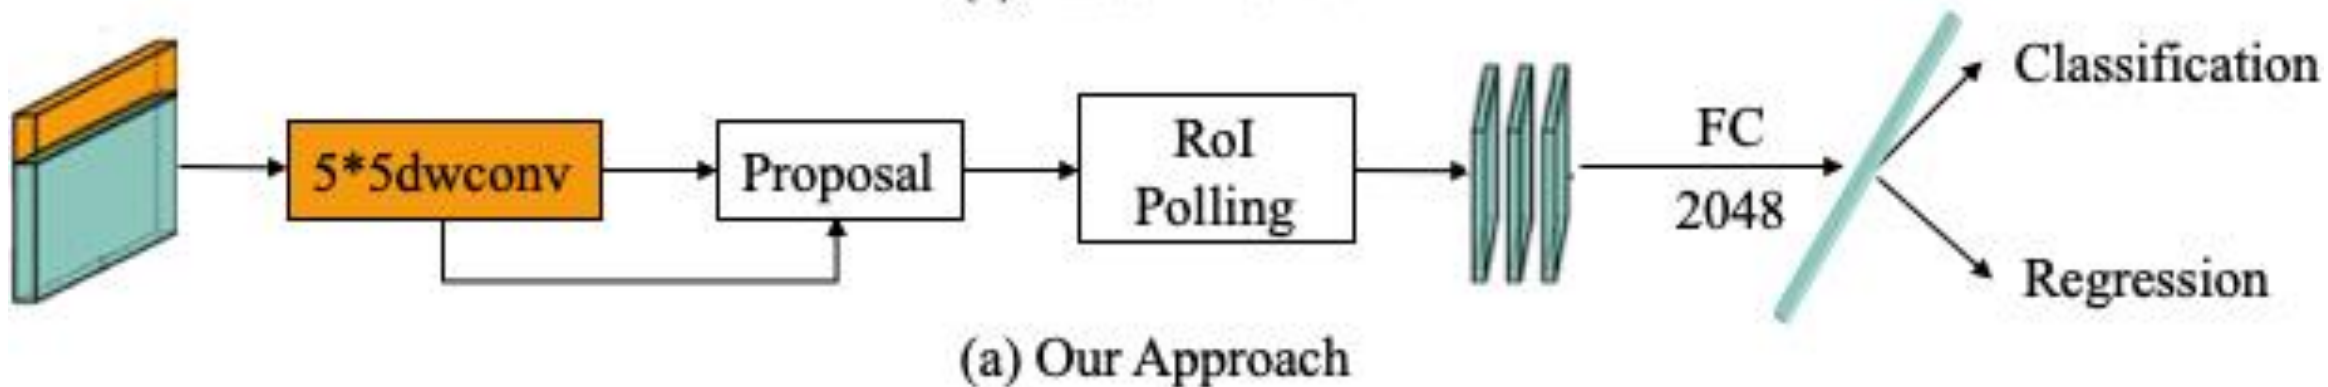 Classification
FC
5*5dwconv
Proposal
RoI
Polling
2048
Regression
(a) Our Approach